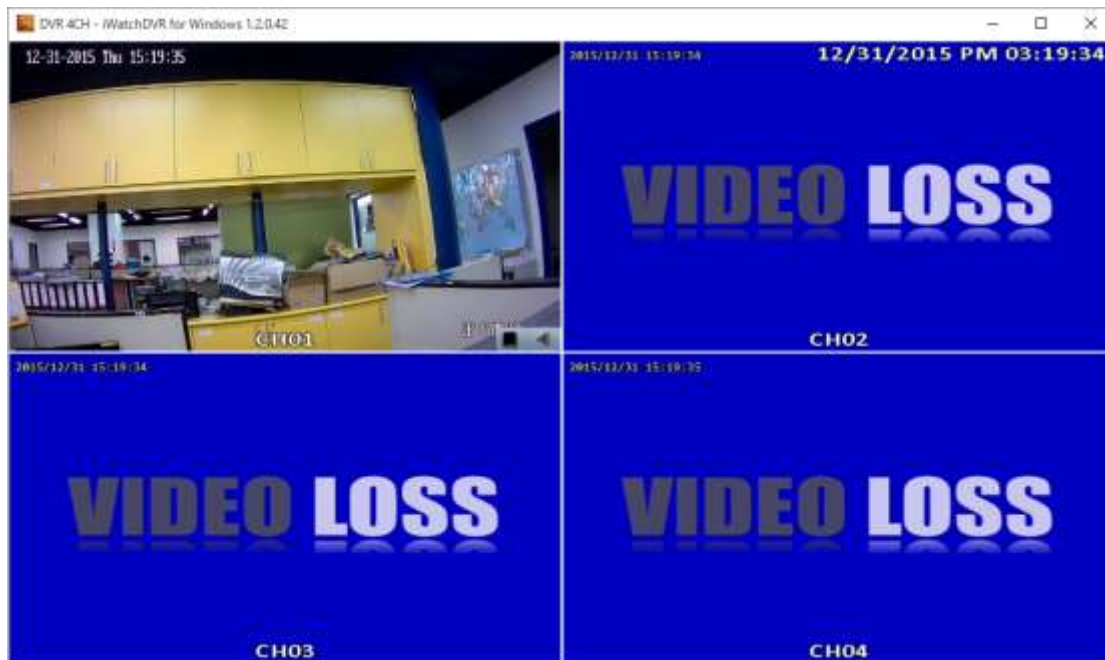 DVR 4CH - iWatchDVR for Windows 1.2.0.42
12-31-2015 Thu 15:19:35
2015/12/31 15:19:34
12/31/2015 PM 03:19:34
VIDEO LOSS
CH01
CH02
2015/12/31 15:19:34
2015/12/31 15:19:35
VIDEO LOSS
VIDEO LOSS
CH03
CH04